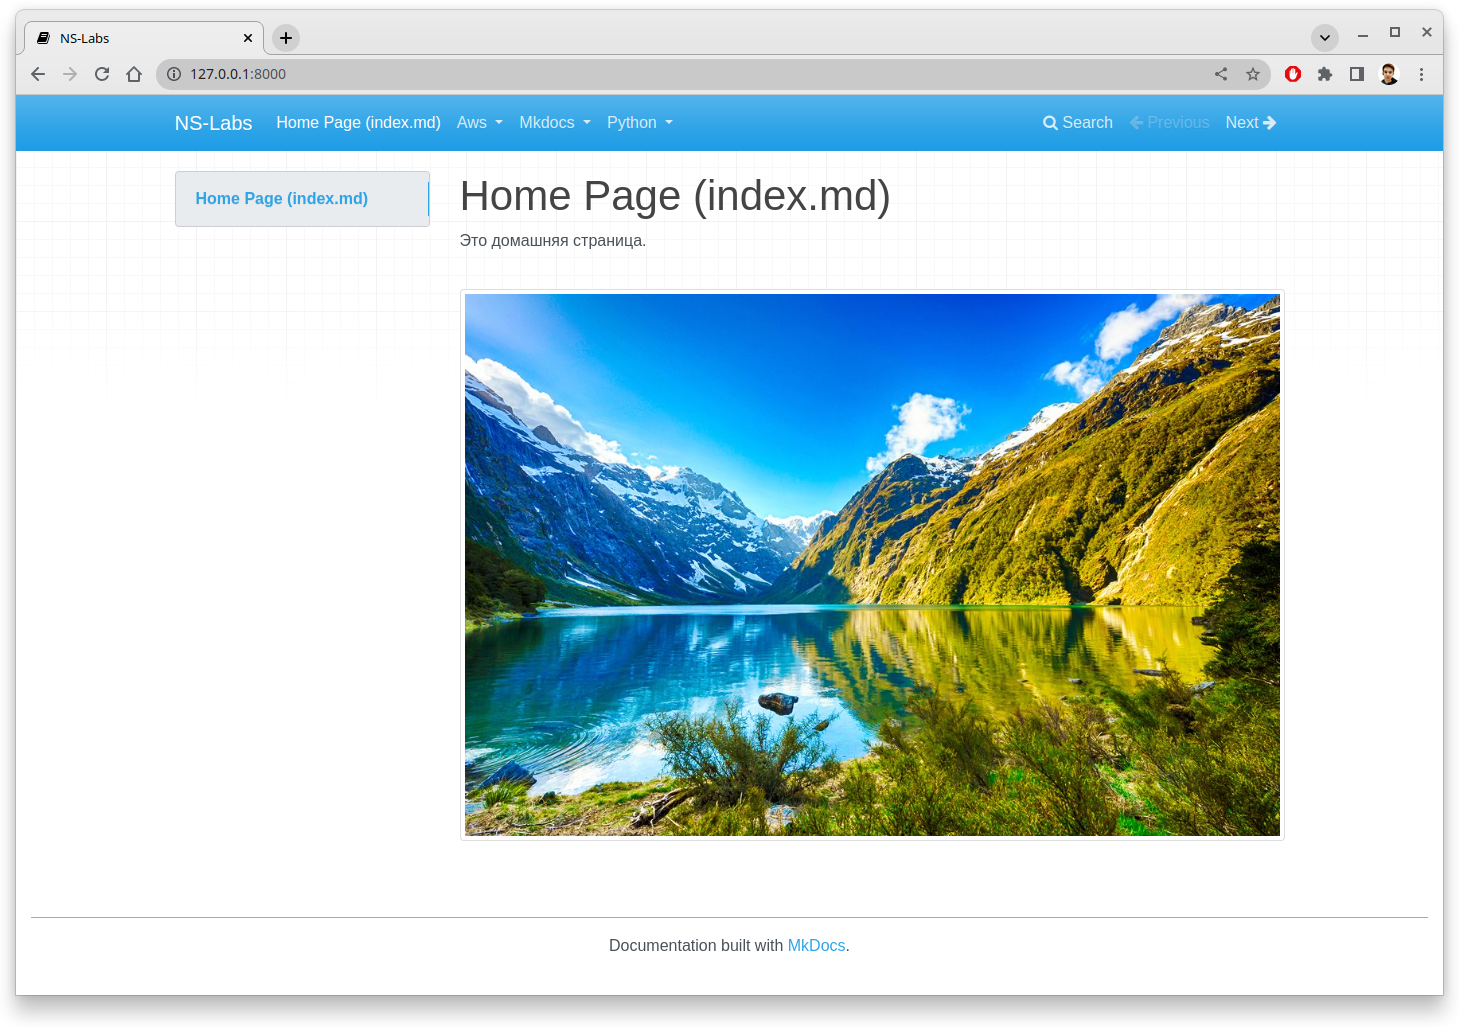 NS-Labs
127.0.0.1:8000
NS-Labs Home Page (index.md) Aws Mkdocs Python Search Previous Next
Home Page (index.md)
Home Page (index.md)
Это домашняя страница.
Documentation built with MkDocs.